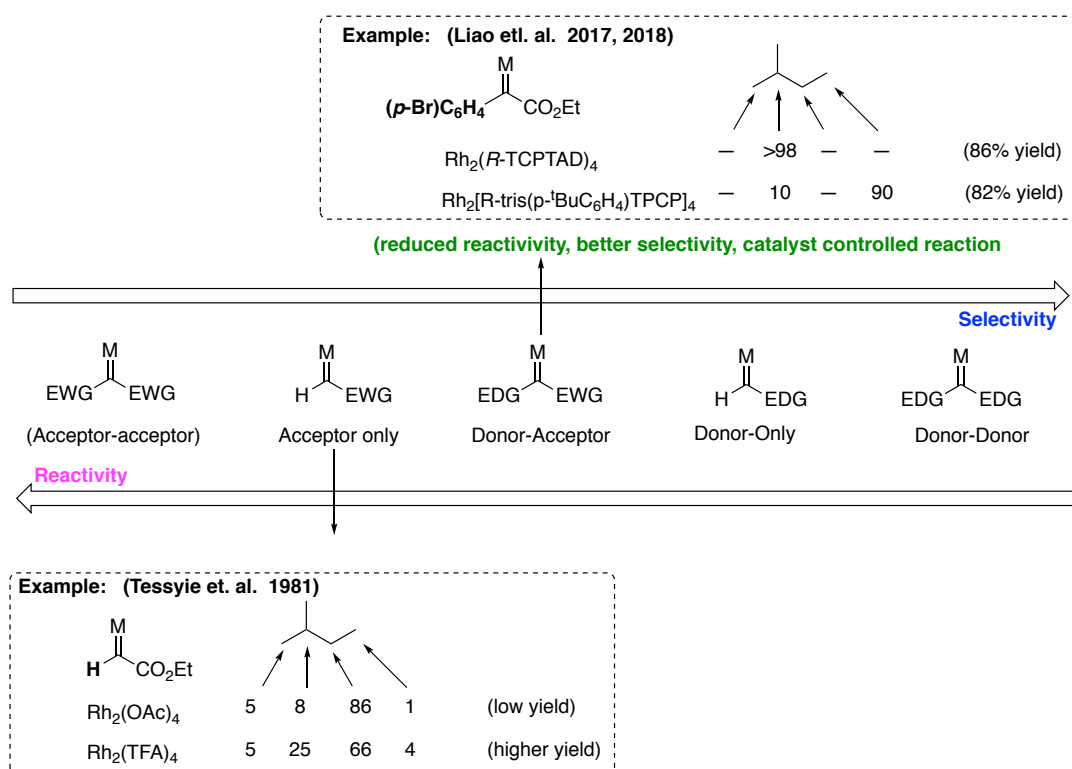 Example: (Liao etl. al. 2017, 2018)
M
(p-Br)C₆H₄ CO₂Et
Rh₂(R-TCPTAD)₄ — >98 — — (86% yield)
Rh₂[R-tris(p-ᵗBuC₆H₄)TPCP]₄ — 10 — 90 (82% yield)
(reduced reactivivity, better selectivity, catalyst controlled reaction
Selectivity
M M M M M
EWG EWG H EWG EDG EWG H EDG EDG EDG
(Acceptor-acceptor) Acceptor only Donor-Acceptor Donor-Only Donor-Donor
Reactivity
Example: (Tessyie et. al. 1981)
M
H CO₂Et
Rh₂(OAc)₄ 5 8 86 1 (low yield)
Rh₂(TFA)₄ 5 25 66 4 (higher yield)